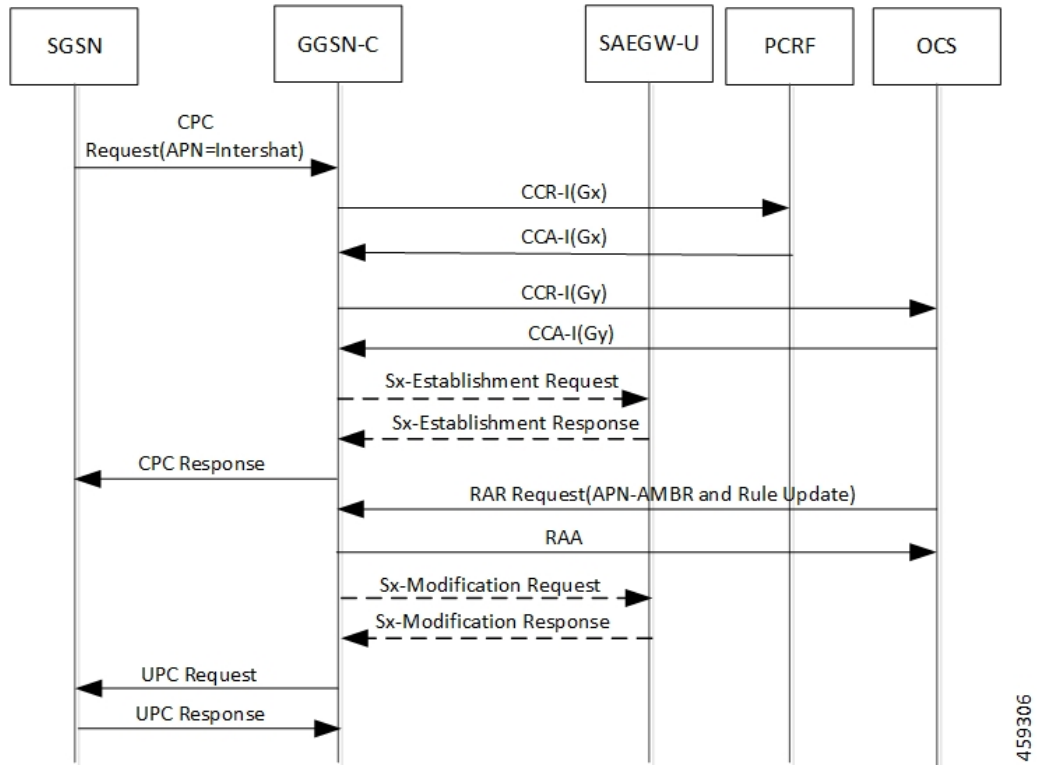 SGSN
GGSN-C
SAEGW-U
PCRF
OCS
CPC
Request(APN=Intershat)
CCR-I(Gx)
CCA-I(Gx)
CCR-I(Gy)
CCA-I(Gy)
Sx-Establishment Request
Sx-Establishment Response
CPC Response
RAR Request(APN-AMBR and Rule Update)
RAA
Sx-Modification Request
Sx-Modification Response
UPC Request
UPC Response
459306